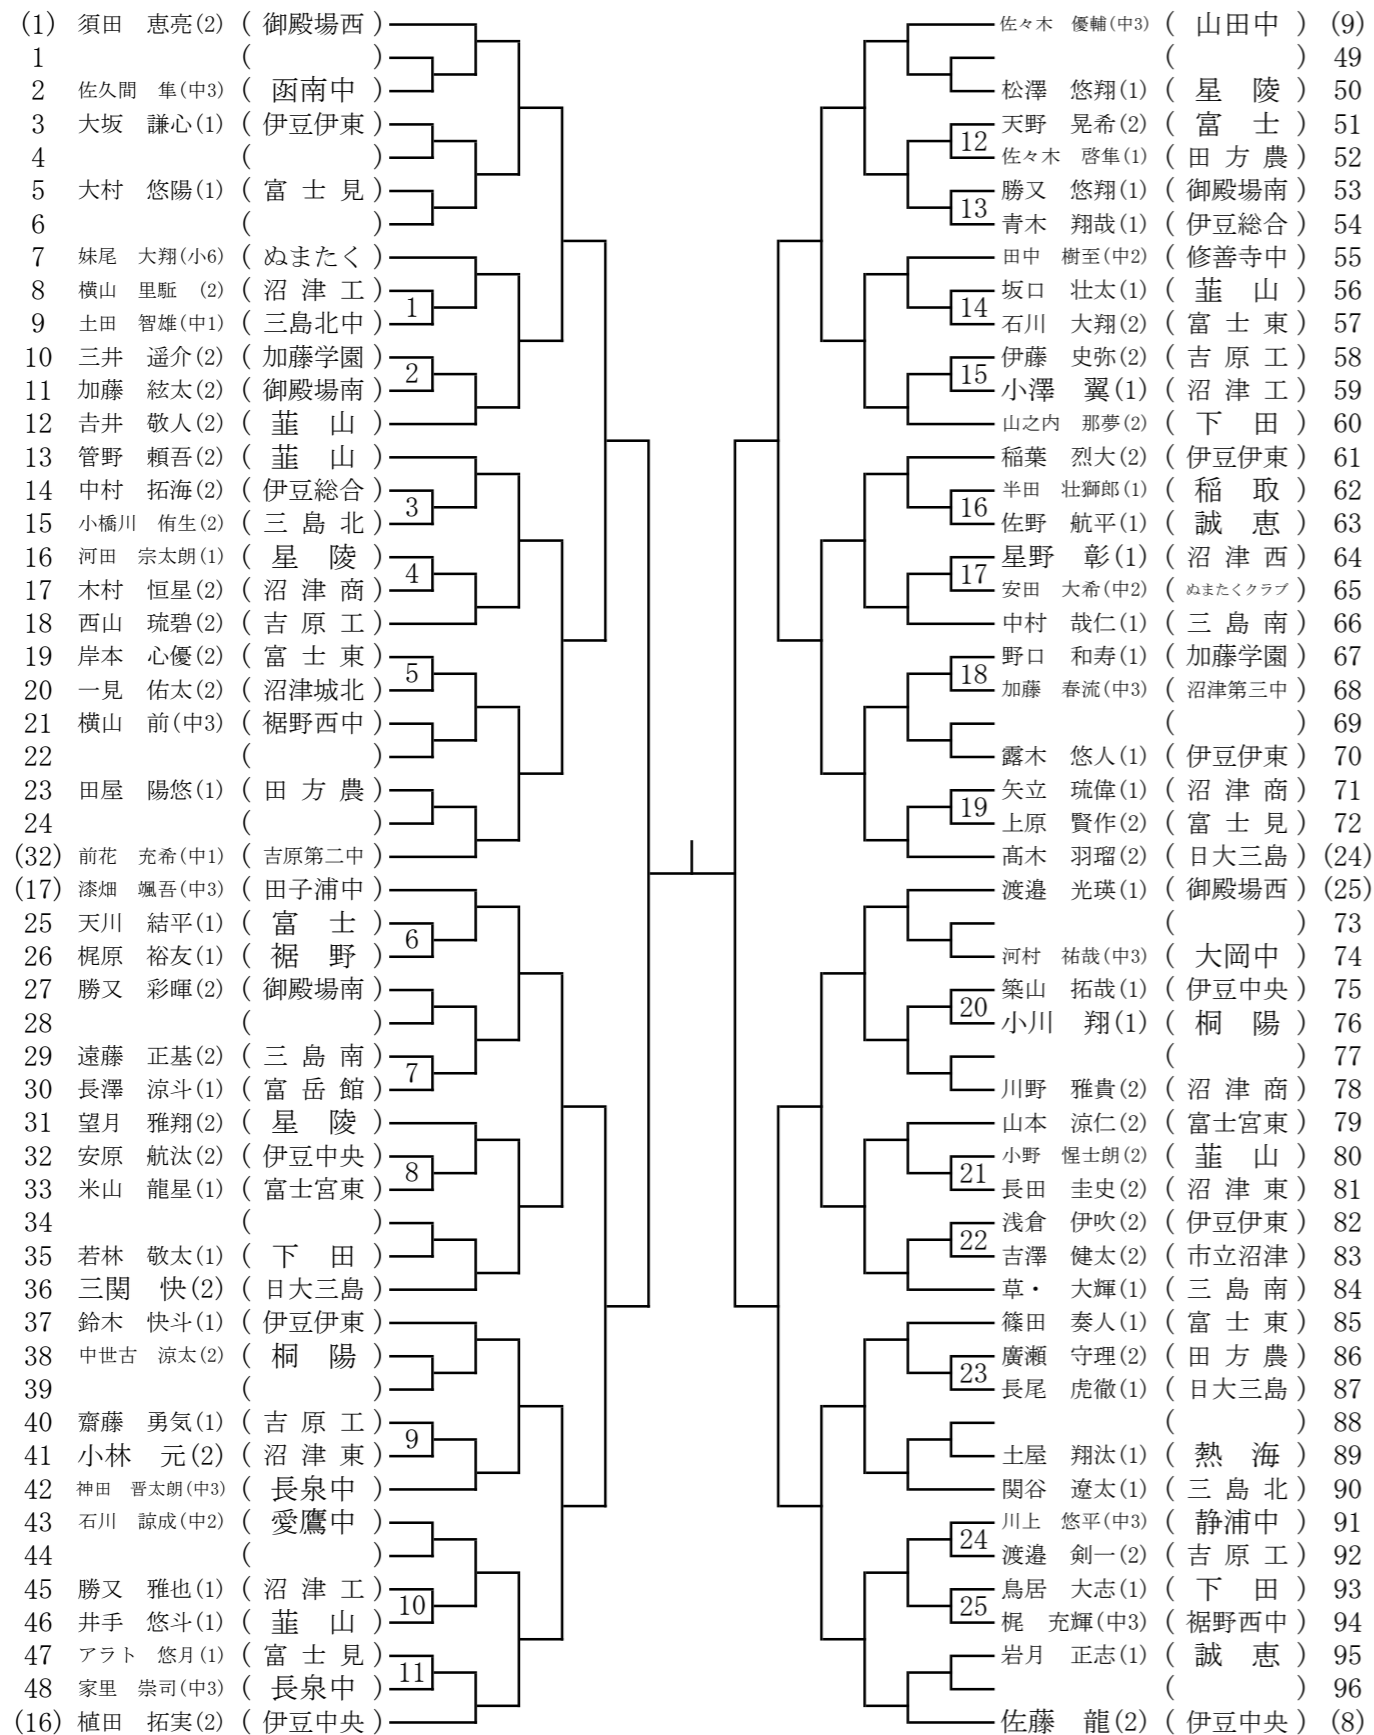 (1) 須田　恵亮(2) ( 御殿場西 )
1 ( )
2 佐久間　隼(中3) ( 函南中 )
3 大坂　謙心(1) ( 伊豆伊東 )
4 ( )
5 大村　悠陽(1) ( 富 士 見 )
6 ( )
7 妹尾　大翔(小6) ( ぬまたく )
8 横山　里駈　(2) ( 沼 津 工 )
1
9 土田　智雄(中1) ( 三島北中 )
10 三井　遥介(2) ( 加藤学園 )
2
11 加藤　絃太(2) ( 御殿場南 )
12 𠮷井　敬人(2) ( 韮　山 )
13 管野　頼吾(2) ( 韮　山 )
14 中村　拓海(2) ( 伊豆総合 )
3
15 小橋川　侑生(2) ( 三 島 北 )
16 河田　宗太朗(1) ( 星　陵 )
4
17 木村　恒星(2) ( 沼 津 商 )
18 西山　琉碧(2) ( 吉 原 工 )
19 岸本　心優(2) ( 富 士 東 )
5
20 一見　佑太(2) ( 沼津城北 )
21 横山　前(中3) ( 裾野西中 )
22 ( )
23 田屋　陽悠(1) ( 田 方 農 )
24 ( )
(32) 前花　充希(中1) ( 吉原第二中 )
(17) 漆畑　颯吾(中3) ( 田子浦中 )
25 天川　結平(1) ( 富　士 )
6
26 梶原　裕友(1) ( 裾　野 )
27 勝又　彩暉(2) ( 御殿場南 )
28 ( )
29 遠藤　正基(2) ( 三 島 南 )
7
30 長澤　涼斗(1) ( 富 岳 館 )
31 望月　雅翔(2) ( 星　陵 )
32 安原　航汰(2) ( 伊豆中央 )
8
33 米山　龍星(1) ( 富士宮東 )
34 ( )
35 若林　敬太(1) ( 下　田 )
36 三関　快(2) ( 日大三島 )
37 鈴木　快斗(1) ( 伊豆伊東 )
38 中世古　涼太(2) ( 桐　陽 )
39 ( )
40 齋藤　勇気(1) ( 吉 原 工 )
9
41 小林　元(2) ( 沼 津 東 )
42 神田　晋太朗(中3) ( 長泉中 )
43 石川　諒成(中2) ( 愛鷹中 )
44 ( )
45 勝又　雅也(1) ( 沼 津 工 )
10
46 井手　悠斗(1) ( 韮　山 )
47 アラト　悠月(1) ( 富 士 見 )
11
48 家里　崇司(中3) ( 長泉中 )
(16) 植田　拓実(2) ( 伊豆中央 )
佐々木　優輔(中3) ( 山田中 ) (9)
( ) 49
松澤　悠翔(1) ( 星　陵 ) 50
天野　晃希(2) ( 富　士 ) 51
12
佐々木　啓隼(1) ( 田 方 農 ) 52
勝又　悠翔(1) ( 御殿場南 ) 53
13
青木　翔哉(1) ( 伊豆総合 ) 54
田中　樹至(中2) ( 修善寺中 ) 55
坂口　壮太(1) ( 韮　山 ) 56
14
石川　大翔(2) ( 富 士 東 ) 57
伊藤　史弥(2) ( 吉 原 工 ) 58
15
小澤　翼(1) ( 沼 津 工 ) 59
山之内　那夢(2) ( 下　田 ) 60
稲葉　烈大(2) ( 伊豆伊東 ) 61
半田　壮獅郎(1) ( 稲　取 ) 62
16
佐野　航平(1) ( 誠　恵 ) 63
星野　彰(1) ( 沼 津 西 ) 64
17
安田　大希(中2) ( ぬまたくクラブ ) 65
中村　哉仁(1) ( 三 島 南 ) 66
野口　和寿(1) ( 加藤学園 ) 67
18
加藤　春流(中3) ( 沼津第三中 ) 68
( ) 69
露木　悠人(1) ( 伊豆伊東 ) 70
矢立　琉偉(1) ( 沼 津 商 ) 71
19
上原　賢作(2) ( 富 士 見 ) 72
髙木　羽瑠(2) ( 日大三島 ) (24)
渡邉　光瑛(1) ( 御殿場西 ) (25)
( ) 73
河村　祐哉(中3) ( 大岡中 ) 74
築山　拓哉(1) ( 伊豆中央 ) 75
20
小川　翔(1) ( 桐　陽 ) 76
( ) 77
川野　雅貴(2) ( 沼 津 商 ) 78
山本　涼仁(2) ( 富士宮東 ) 79
小野　惺士朗(2) ( 韮　山 ) 80
21
長田　圭史(2) ( 沼 津 東 ) 81
浅倉　伊吹(2) ( 伊豆伊東 ) 82
22
吉澤　健太(2) ( 市立沼津 ) 83
草・　大輝(1) ( 三 島 南 ) 84
篠田　奏人(1) ( 富 士 東 ) 85
廣瀬　守理(2) ( 田 方 農 ) 86
23
長尾　虎徹(1) ( 日大三島 ) 87
( ) 88
土屋　翔汰(1) ( 熱　海 ) 89
関谷　遼太(1) ( 三 島 北 ) 90
川上　悠平(中3) ( 静浦中 ) 91
24
渡邉　剣一(2) ( 吉 原 工 ) 92
鳥居　大志(1) ( 下　田 ) 93
25
梶　充輝(中3) ( 裾野西中 ) 94
岩月　正志(1) ( 誠　恵 ) 95
( ) 96
佐藤　龍(2) ( 伊豆中央 ) (8)